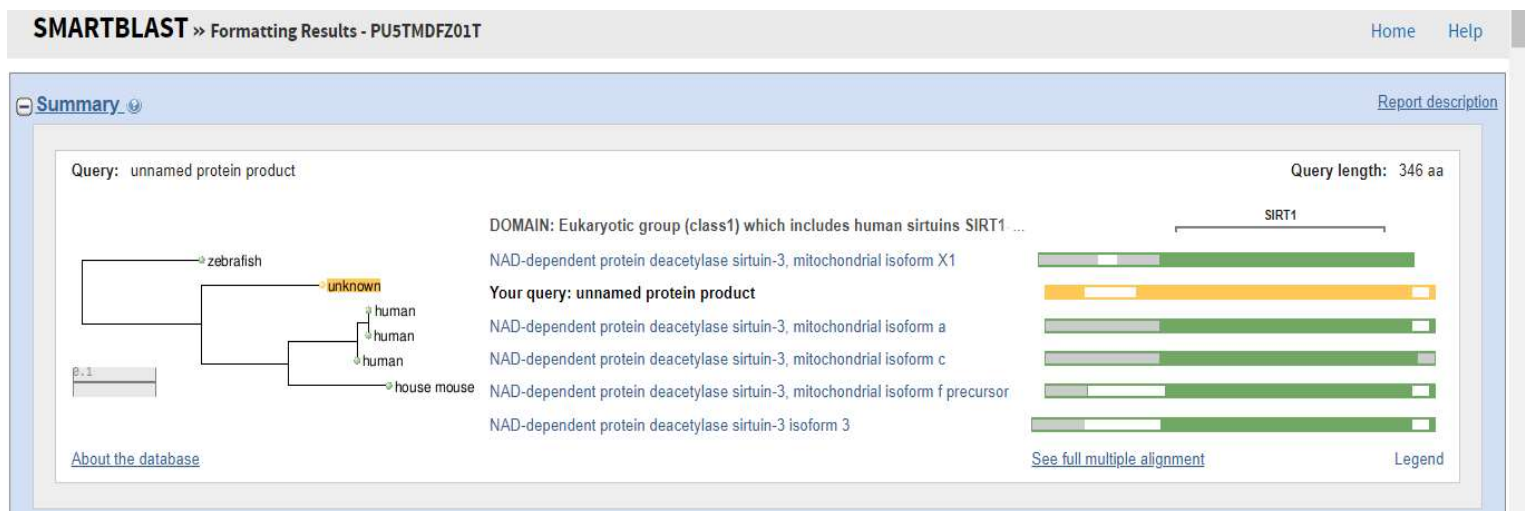 SMARTBLAST » Formatting Results - PU5TMDFZ01T
Home Help
Summary
Report description
Query: unnamed protein product
Query length: 346 aa
DOMAIN: Eukaryotic group (class1) which includes human sirtuins SIRT1 ...
SIRT1
zebrafish
NAD-dependent protein deacetylase sirtuin-3, mitochondrial isoform X1
unknown
Your query: unnamed protein product
human
NAD-dependent protein deacetylase sirtuin-3, mitochondrial isoform a
human
NAD-dependent protein deacetylase sirtuin-3, mitochondrial isoform c
human
NAD-dependent protein deacetylase sirtuin-3, mitochondrial isoform f precursor
house mouse
NAD-dependent protein deacetylase sirtuin-3 isoform 3
0.1
About the database
See full multiple alignment
Legend